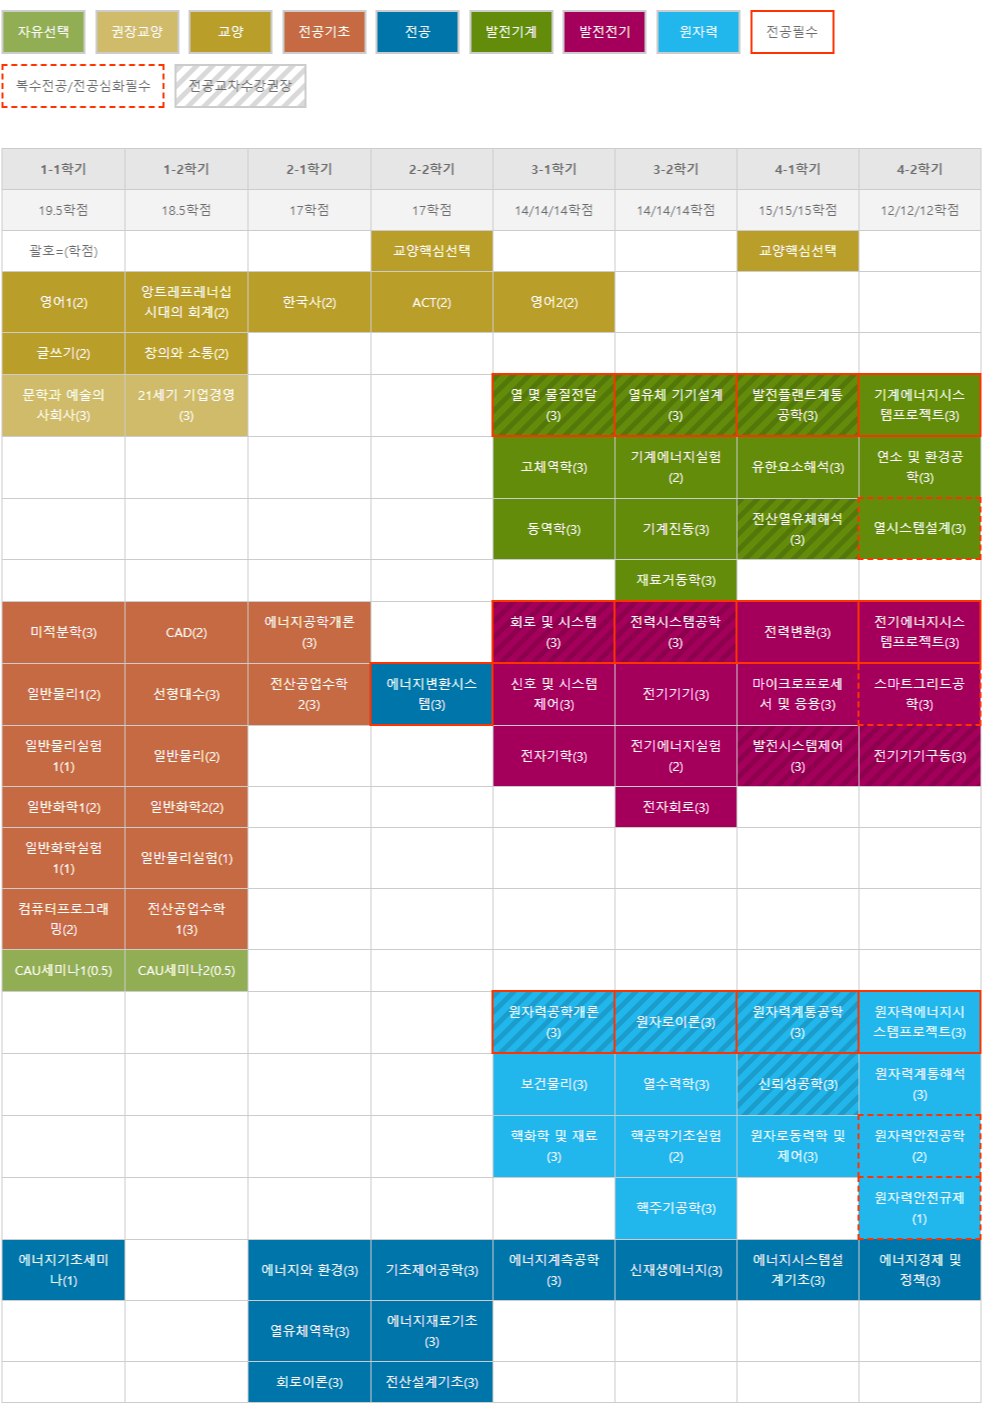 자유선택
권장교양
교양
전공기초
전공
발전기계
발전전기
원자력
전공필수
복수전공/전공심화필수
전공교차수강권장
1-1학기 1-2학기 2-1학기 2-2학기 3-1학기 3-2학기 4-1학기 4-2학기
19.5학점 18.5학점 17학점 17학점 14/14/14학점 14/14/14학점 15/15/15학점 12/12/12학점
괄호=(학점) 교양핵심선택 교양핵심선택
영어1(2)
앙트레프레너십
시대의 회계(2)
한국사(2)
ACT(2)
영어2(2)
글쓰기(2)
창의와 소통(2)
문학과 예술의
사회사(3)
21세기 기업경영
(3)
열 몇 물질전달
(3)
열유체 기기설계
(3)
발전플랜트계통
공학(3)
기계에너지시스
템프로젝트(3)
고체역학(3)
기계에너지실험
(2)
유한요소해석(3)
연소 및 환경공
학(3)
동역학(3)
기계진동(3)
전산열유체해석
(3)
열시스템설계(3)
재료거동학(3)
미적분학(3)
CAD(2)
에너지공학개론
(3)
회로 및 시스템
(3)
전력시스템공학
(3)
전력변환(3)
전기에너지시스
템프로젝트(3)
일반물리1(2)
선형대수(3)
전산공업수학
2(3)
에너지변환시스
템(3)
신호 및 시스템
제어(3)
전기기기(3)
마이크로프로세
서 및 응용(3)
스마트그리드공
학(3)
일반물리실험
1(1)
일반물리(2)
전자기학(3)
전기에너지실험
(2)
발전시스템제어
(3)
전기기기구동(3)
일반화학1(2)
일반화학2(2)
전자회로(3)
일반화학실험
1(1)
일반물리실험(1)
컴퓨터프로그래
밍(2)
전산공업수학
1(3)
CAU세미나1(0.5)
CAU세미나2(0.5)
원자력공학개론
(3)
원자로이론(3)
원자력계통공학
(3)
원자력에너지시
스템프로젝트(3)
보건물리(3)
열수력학(3)
신뢰성공학(3)
원자력계통해석
(3)
핵화학 및 재료
(3)
핵공학기초실험
(2)
원자로동력학 및
제어(3)
원자력안전공학
(2)
핵주기공학(3)
원자력안전규제
(1)
에너지기초세미
나(1)
에너지와 환경(3)
기초제어공학(3)
에너지계측공학
(3)
신재생에너지(3)
에너지시스템설
계기초(3)
에너지경제 및
정책(3)
열유체역학(3)
에너지재료기초
(3)
회로이론(3)
전산설계기초(3)